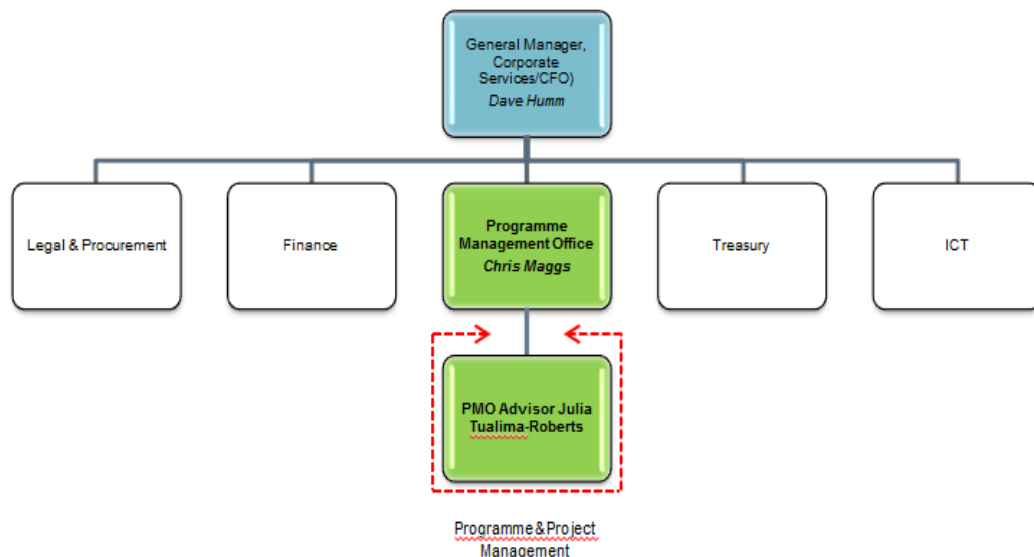 General Manager,
Corporate
Services/CFO)
Dave Humm
Legal & Procurement
Finance
Programme
Management Office
Chris Maggs
Treasury
ICT
PMO Advisor Julia
Tualima-Roberts
Programme & Project
Management